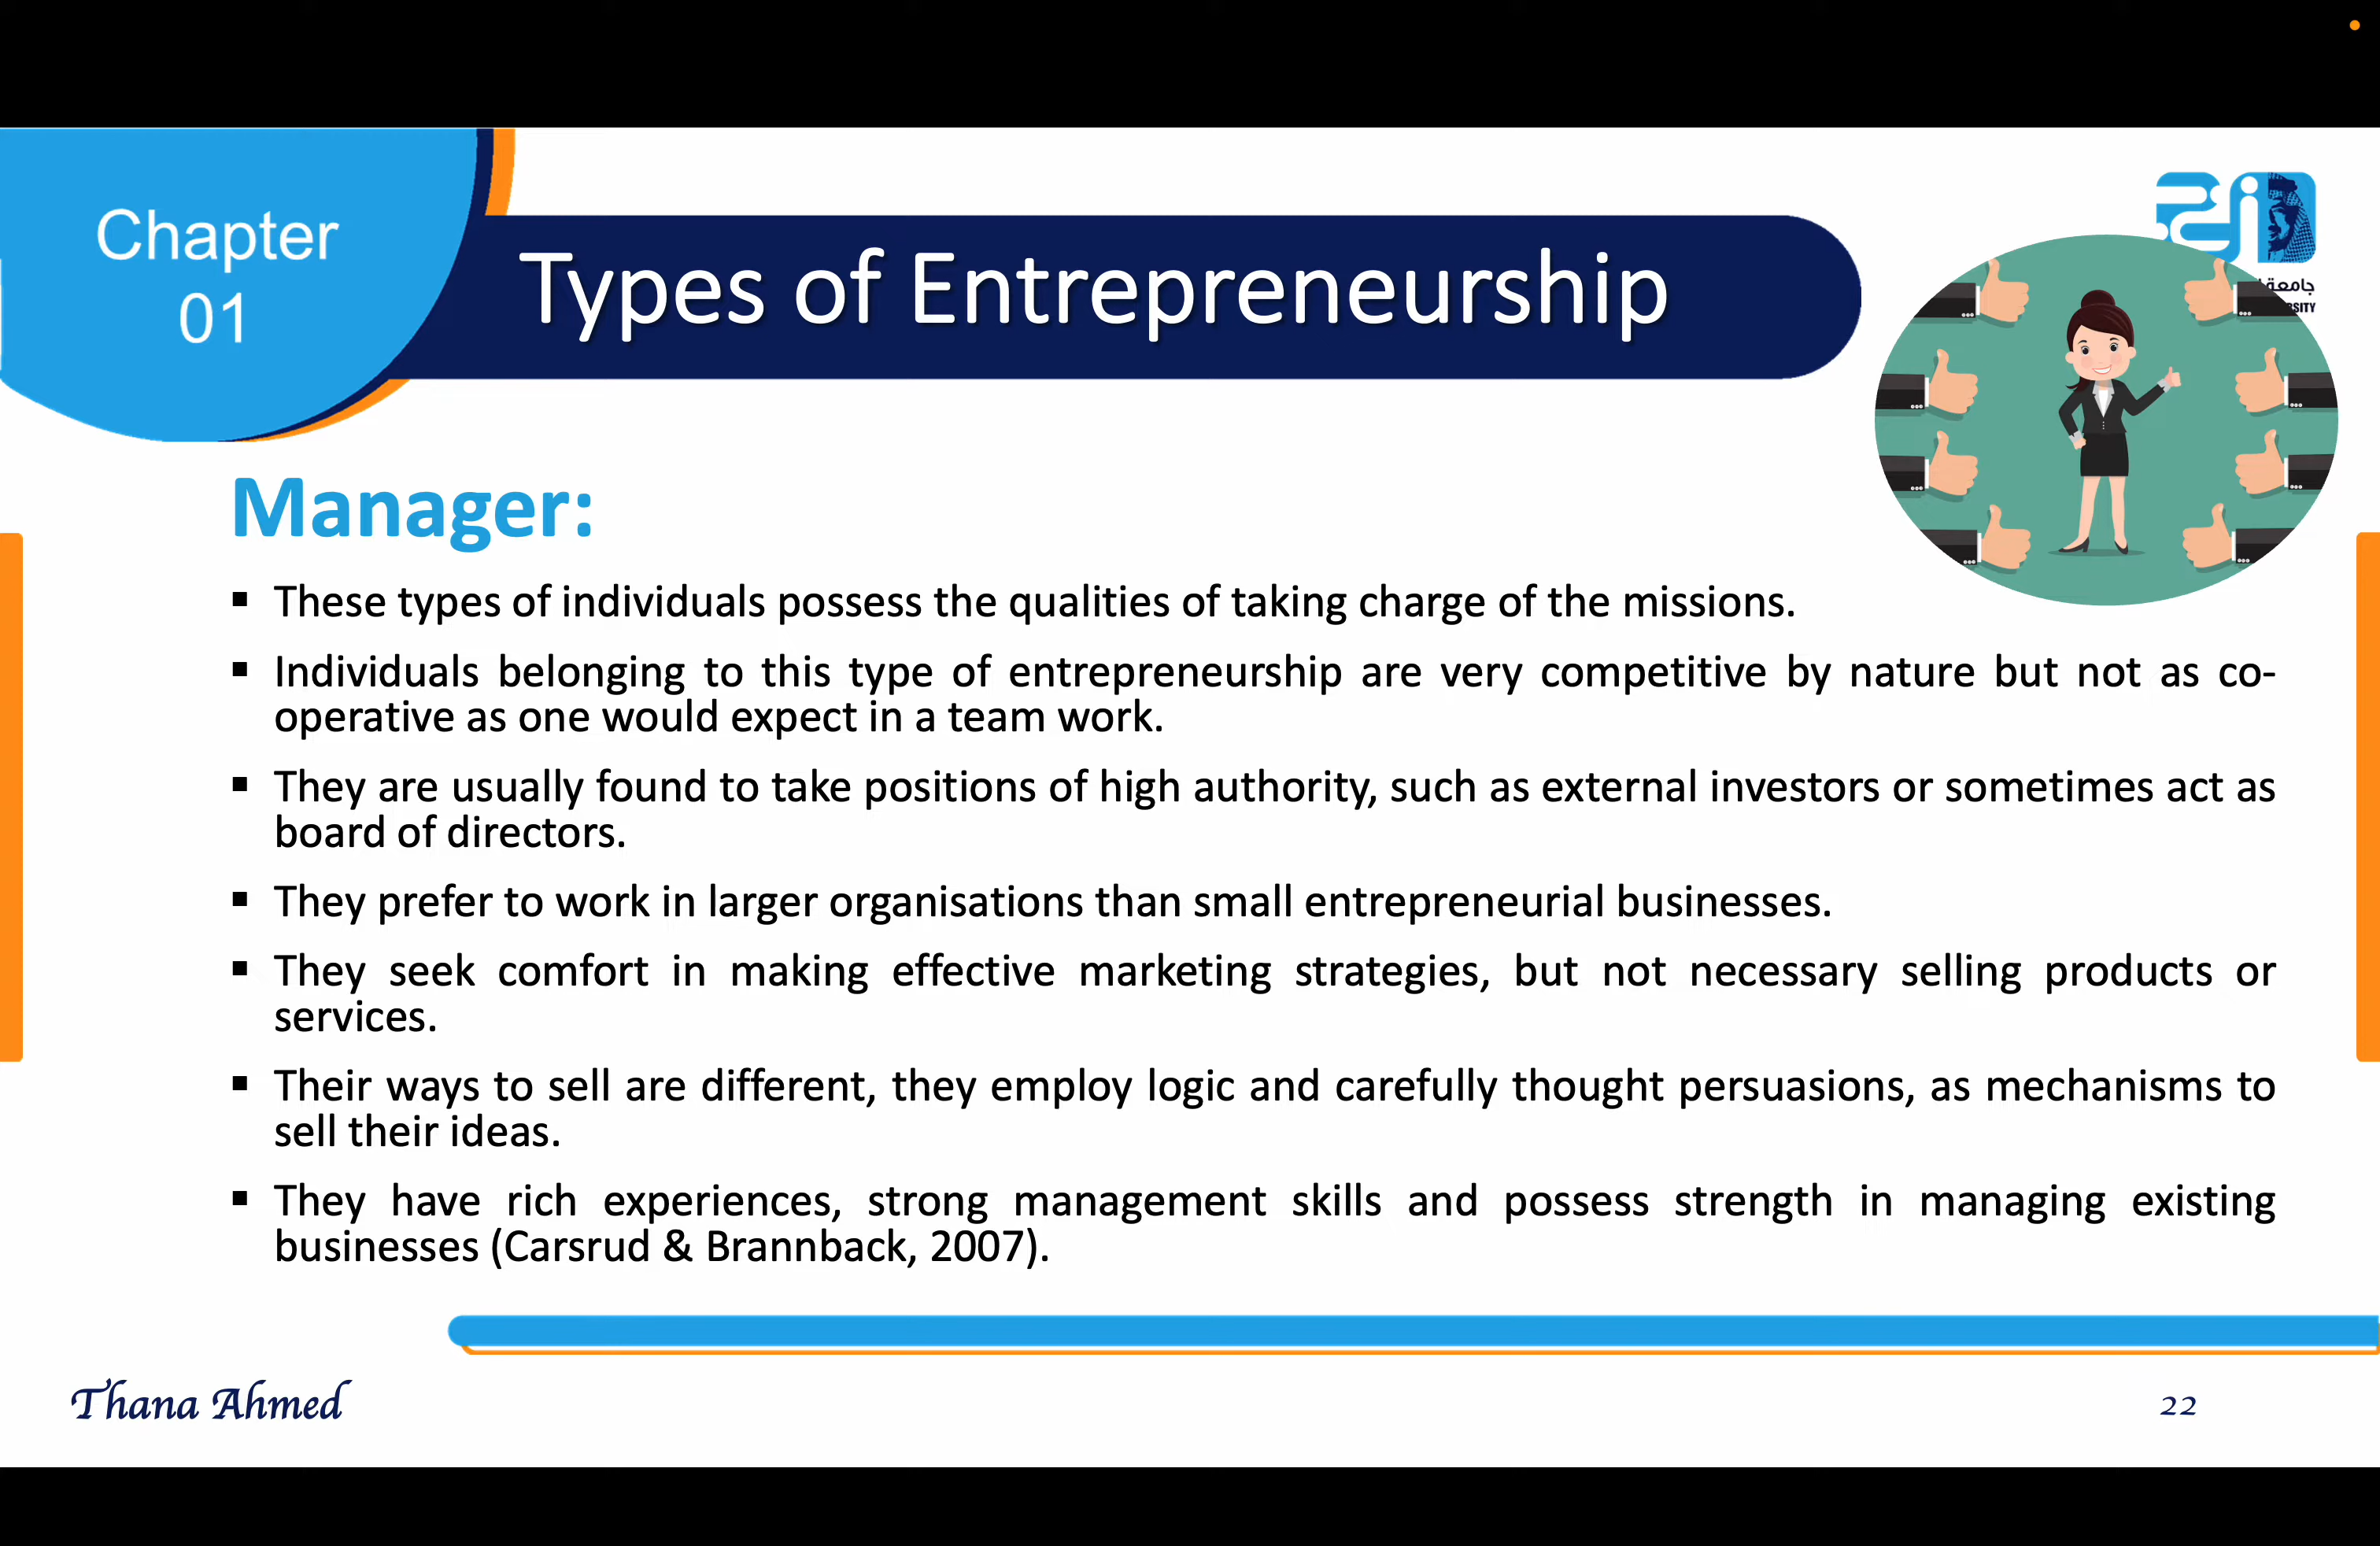 Chapter
01
Types of Entrepreneurship
جامعة
SITY
Manager:
▪ These types of individuals possess the qualities of taking charge of the missions.
▪ Individuals belonging to this type of entrepreneurship are very competitive by nature but not as co-
operative as one would expect in a team work.
▪ They are usually found to take positions of high authority, such as external investors or sometimes act as
board of directors.
▪ They prefer to work in larger organisations than small entrepreneurial businesses.
▪ They seek comfort in making effective marketing strategies, but not necessary selling products or
services.
▪ Their ways to sell are different, they employ logic and carefully thought persuasions, as mechanisms to
sell their ideas.
▪ They have rich experiences, strong management skills and possess strength in managing existing
businesses (Carsrud & Brannback, 2007).
Thana Ahmed
22